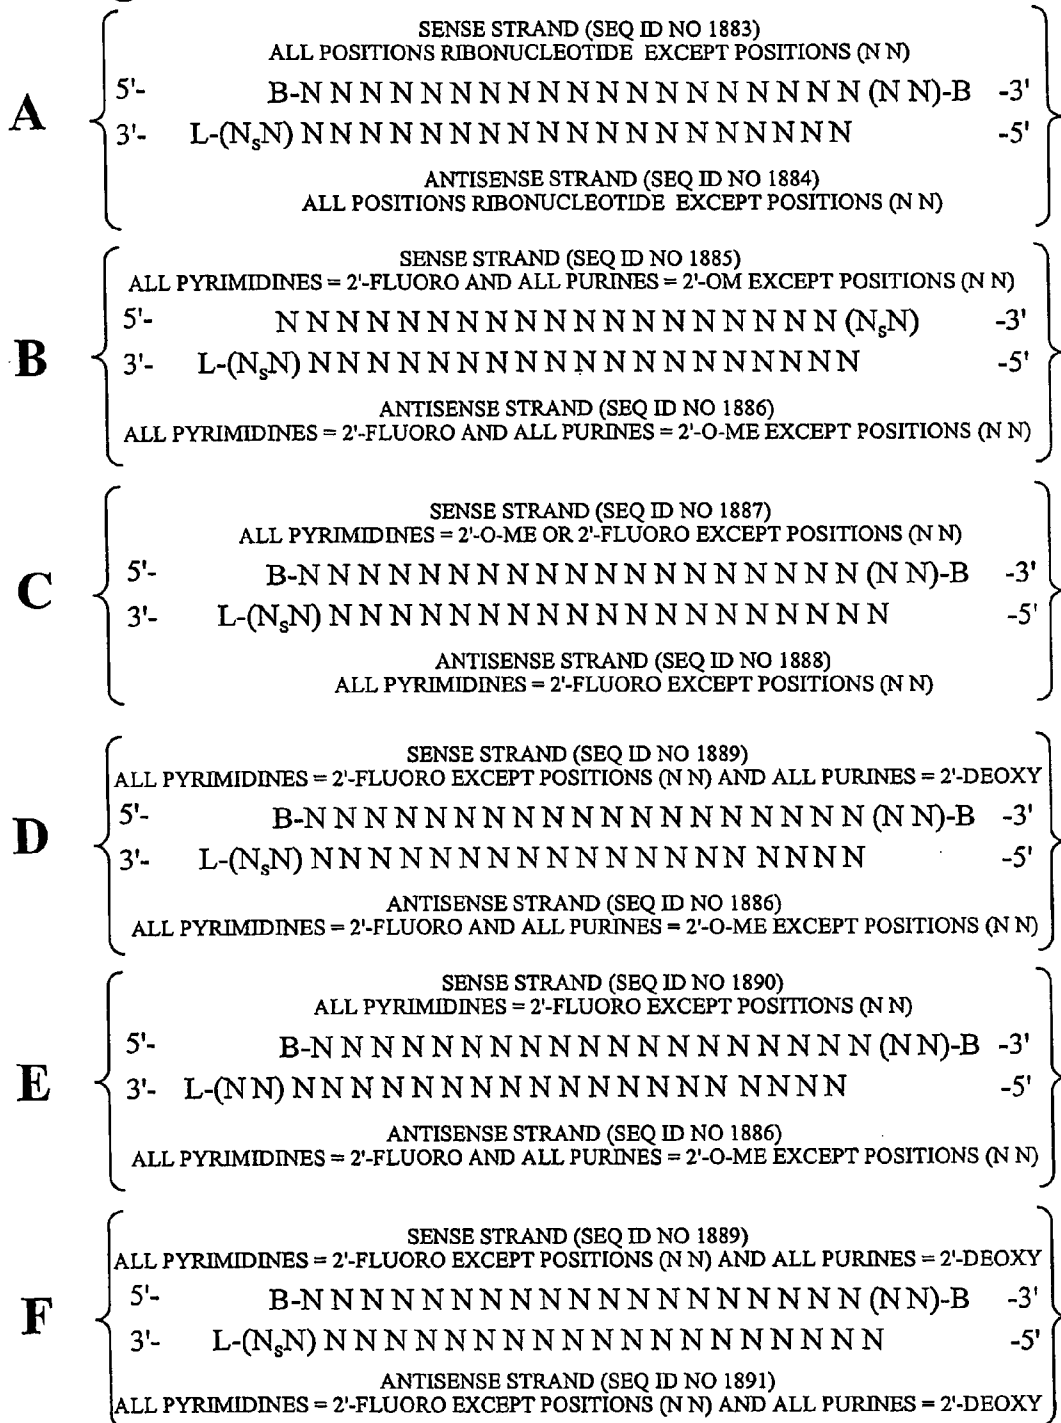 SENSE STRAND (SEQ ID NO 1883)
ALL POSITIONS RIBONUCLEOTIDE EXCEPT POSITIONS (N N)
A
5'- B-N N N N N N N N N N N N N N N N N N N (N N)-B -3'
3'- L-(NsN) N N N N N N N N N N N N N N N N N N N -5'
ANTISENSE STRAND (SEQ ID NO 1884)
ALL POSITIONS RIBONUCLEOTIDE EXCEPT POSITIONS (N N)
SENSE STRAND (SEQ ID NO 1885)
ALL PYRIMIDINES = 2'-FLUORO AND ALL PURINES = 2'-OM EXCEPT POSITIONS (N N)
B
5'- N N N N N N N N N N N N N N N N N N N (NsN) -3'
3'- L-(NsN) N N N N N N N N N N N N N N N N N N N -5'
ANTISENSE STRAND (SEQ ID NO 1886)
ALL PYRIMIDINES = 2'-FLUORO AND ALL PURINES = 2'-O-ME EXCEPT POSITIONS (N N)
SENSE STRAND (SEQ ID NO 1887)
ALL PYRIMIDINES = 2'-O-ME OR 2'-FLUORO EXCEPT POSITIONS (N N)
C
5'- B-N N N N N N N N N N N N N N N N N N N (N N)-B -3'
3'- L-(NsN) N N N N N N N N N N N N N N N N N N N -5'
ANTISENSE STRAND (SEQ ID NO 1888)
ALL PYRIMIDINES = 2'-FLUORO EXCEPT POSITIONS (N N)
SENSE STRAND (SEQ ID NO 1889)
ALL PYRIMIDINES = 2'-FLUORO EXCEPT POSITIONS (N N) AND ALL PURINES = 2'-DEOXY
D
5'- B-N N N N N N N N N N N N N N N N N N N (N N)-B -3'
3'- L-(NsN) N N N N N N N N N N N N N N N N N N N -5'
ANTISENSE STRAND (SEQ ID NO 1886)
ALL PYRIMIDINES = 2'-FLUORO AND ALL PURINES = 2'-O-ME EXCEPT POSITIONS (N N)
SENSE STRAND (SEQ ID NO 1890)
ALL PYRIMIDINES = 2'-FLUORO EXCEPT POSITIONS (N N)
E
5'- B-N N N N N N N N N N N N N N N N N N N (N N)-B -3'
3'- L-(N N) N N N N N N N N N N N N N N N N N N N -5'
ANTISENSE STRAND (SEQ ID NO 1886)
ALL PYRIMIDINES = 2'-FLUORO AND ALL PURINES = 2'-O-ME EXCEPT POSITIONS (N N)
SENSE STRAND (SEQ ID NO 1889)
ALL PYRIMIDINES = 2'-FLUORO EXCEPT POSITIONS (N N) AND ALL PURINES = 2'-DEOXY
F
5'- B-N N N N N N N N N N N N N N N N N N N (N N)-B -3'
3'- L-(NsN) N N N N N N N N N N N N N N N N N N N -5'
ANTISENSE STRAND (SEQ ID NO 1891)
ALL PYRIMIDINES = 2'-FLUORO EXCEPT POSITIONS (N N) AND ALL PURINES = 2'-DEOXY